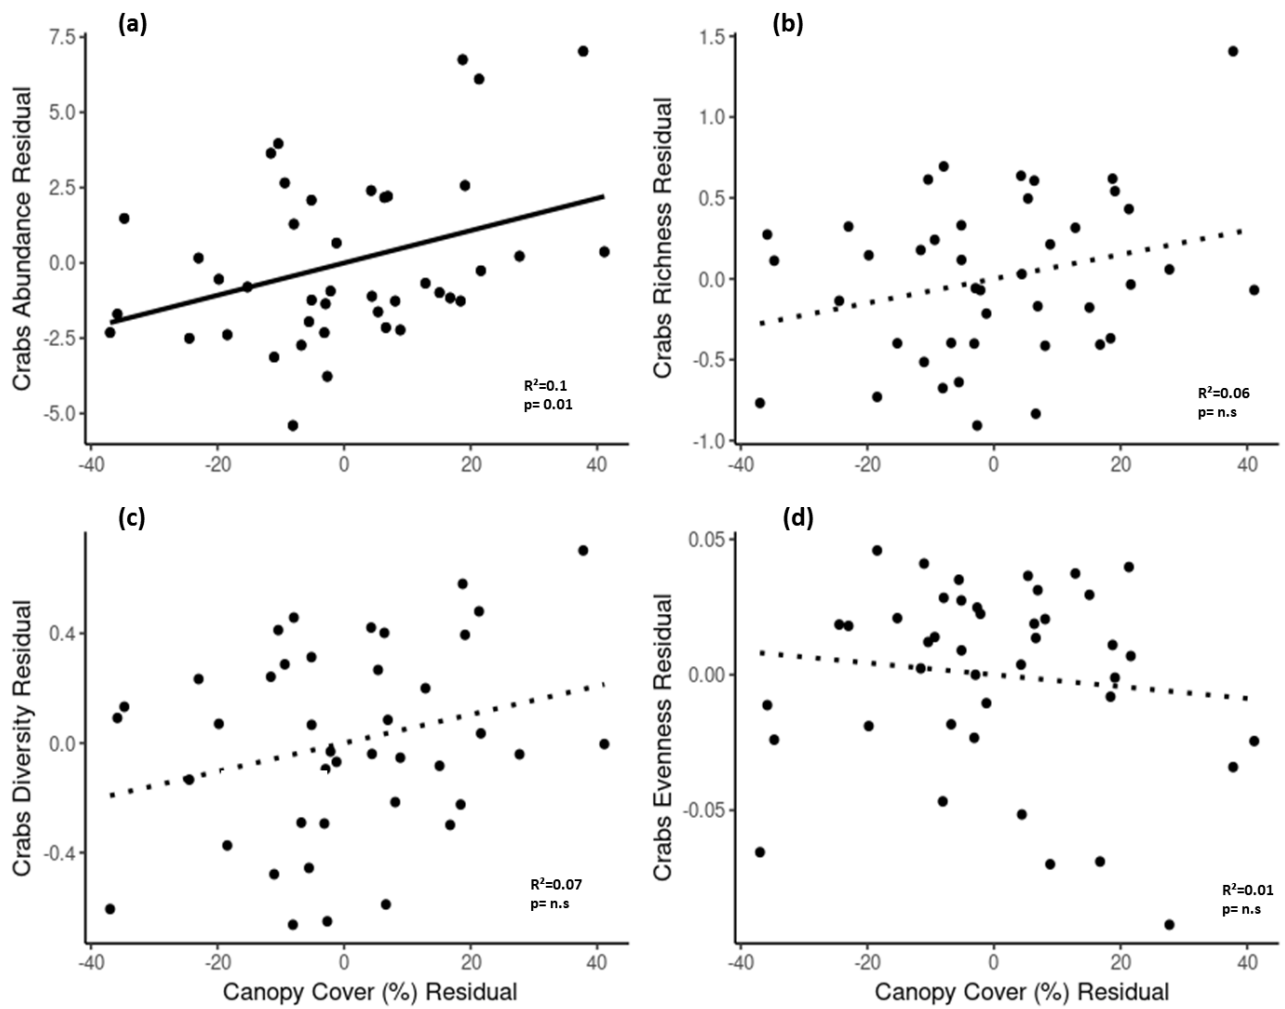 (a)
7.5
5.0
2.5
0.0
-2.5
-5.0
Crabs Abundance Residual
R²=0.1
p= 0.01
-40 -20 0 20 40
(b)
1.5
1.0
0.5
0.0
-0.5
-1.0
Crabs Richness Residual
R²=0.06
p= n.s
-40 -20 0 20 40
(c)
0.4
0.0
-0.4
Crabs Diversity Residual
R²=0.07
p= n.s
-40 -20 0 20 40
Canopy Cover (%) Residual
(d)
0.05
0.00
-0.05
Crabs Evenness Residual
R²=0.01
p= n.s
-40 -20 0 20 40
Canopy Cover (%) Residual